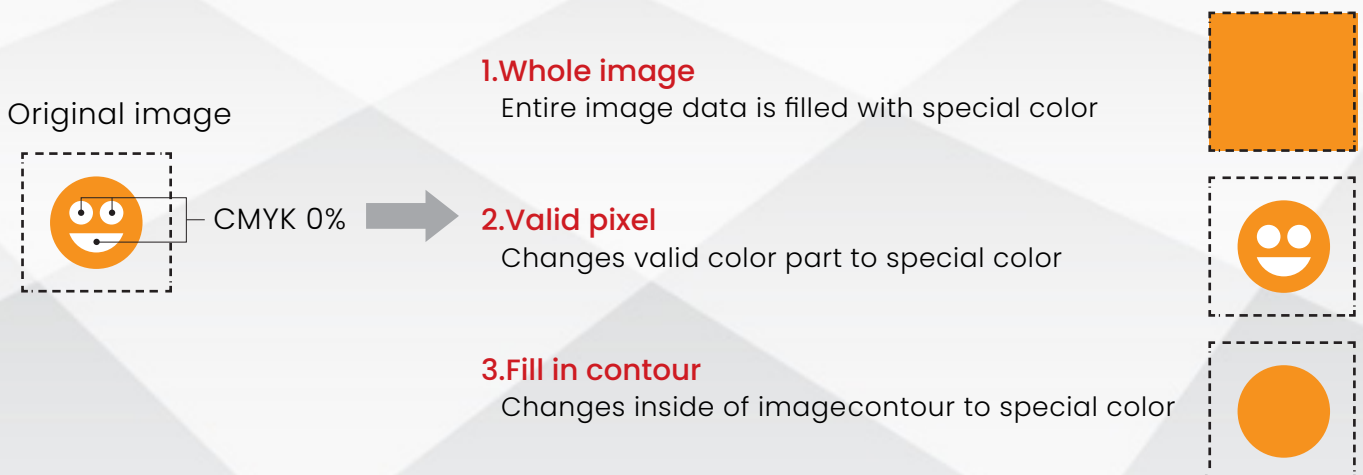 Original image
CMYK 0%
1.Whole image
Entire image data is filled with special color
2.Valid pixel
Changes valid color part to special color
3.Fill in contour
Changes inside of imagecontour to special color